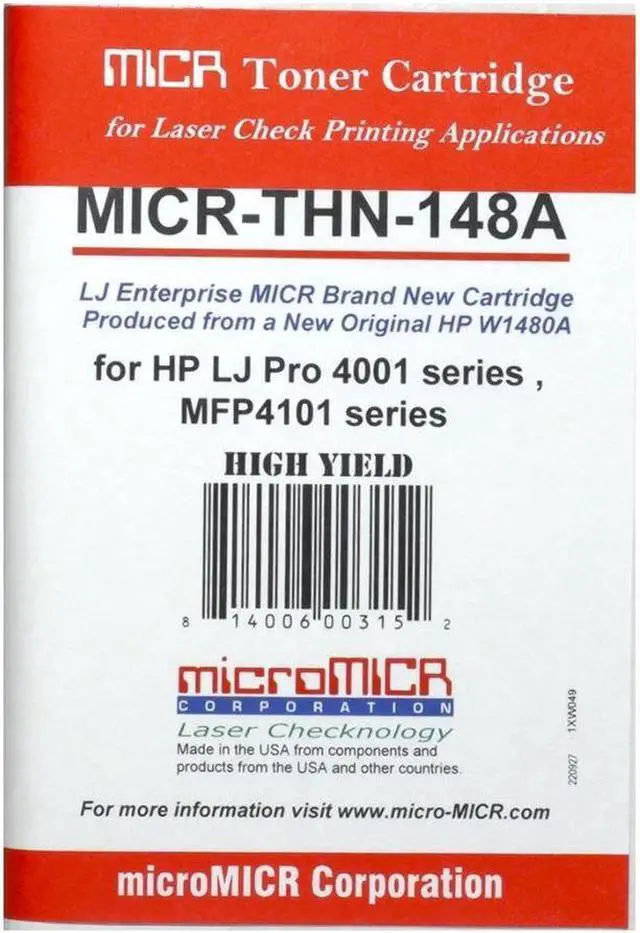 MICR Toner Cartridge
for Laser Check Printing Applications
MICR-THN-148A
LJ Enterprise MICR Brand New Cartridge
Produced from a New Original HP W1480A
for HP LJ Pro 4001 series ,
MFP4101 series
HIGH YIELD
8 14006 00315 2
microMICR
CORPORATION
Laser Checknology
Made in the USA from components and
products from the USA and other countries.
220927 1XW049
For more information visit www.micro-MICR.com
microMICR Corporation